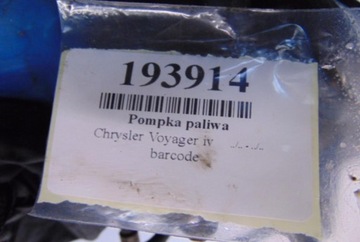 193914
Pompka paliwa
Chrysler Voyager iv -/-.-/-
barcode